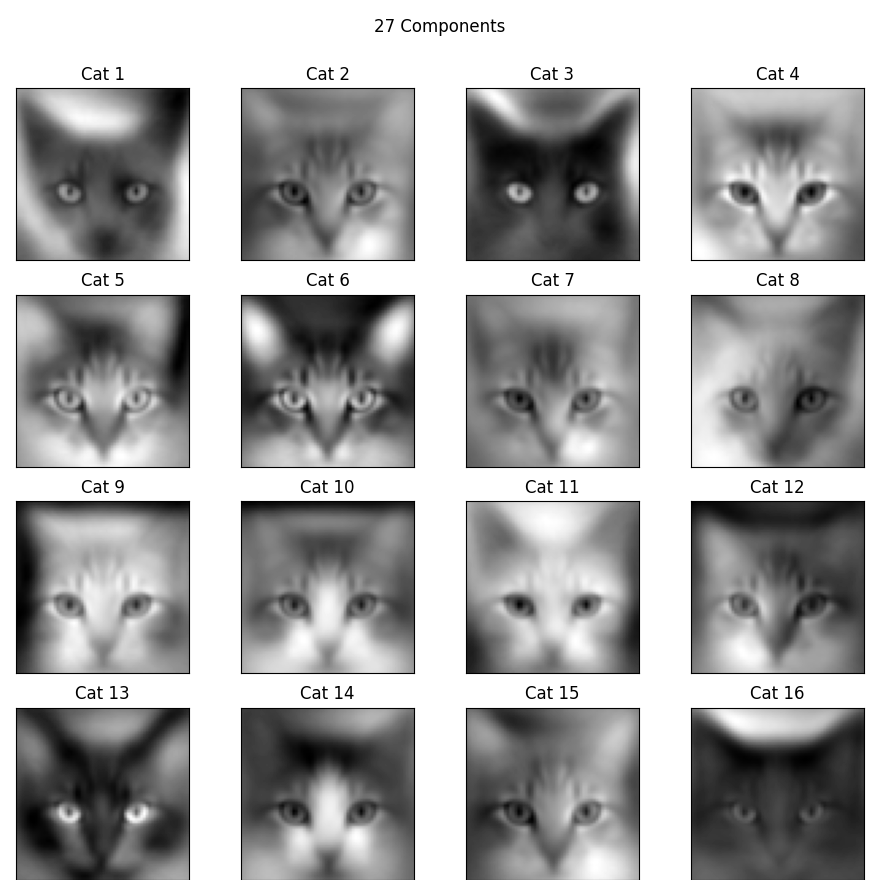 27 Components
Cat 1 Cat 2 Cat 3 Cat 4
Cat 5 Cat 6 Cat 7 Cat 8
Cat 9 Cat 10 Cat 11 Cat 12
Cat 13 Cat 14 Cat 15 Cat 16